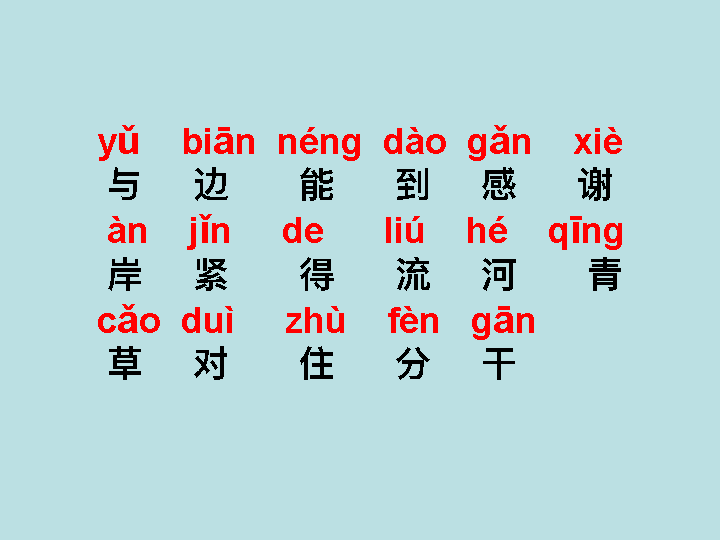 yǔ biān néng dào gǎn xiè
与 边 能 到 感 谢
àn jǐn de liú hé qīng
岸 紧 得 流 河 青
cǎo duì zhù fèn gān
草 对 住 分 干